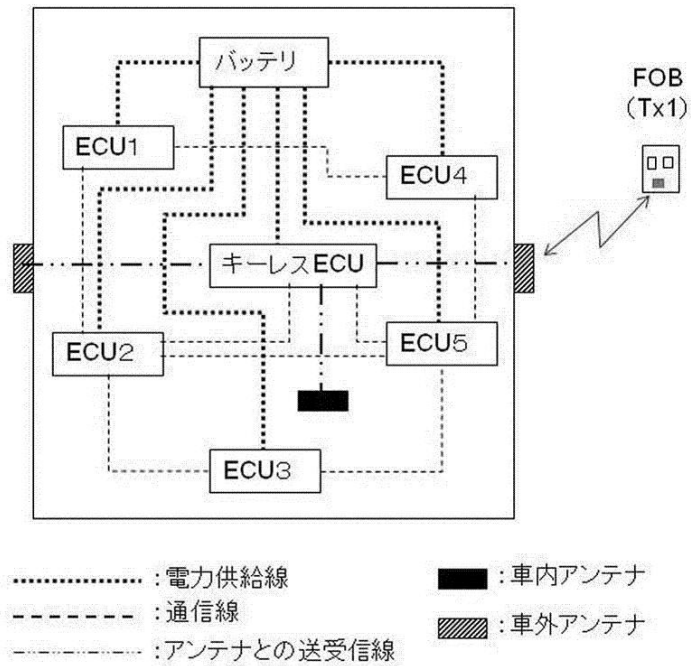 バッテリ
FOB
(Tx1)
ECU1
ECU4
キーレスECU
ECU2
ECU5
ECU3
:電力供給線
:通信線
:アンテナとの送受信線
:車内アンテナ
:車外アンテナ